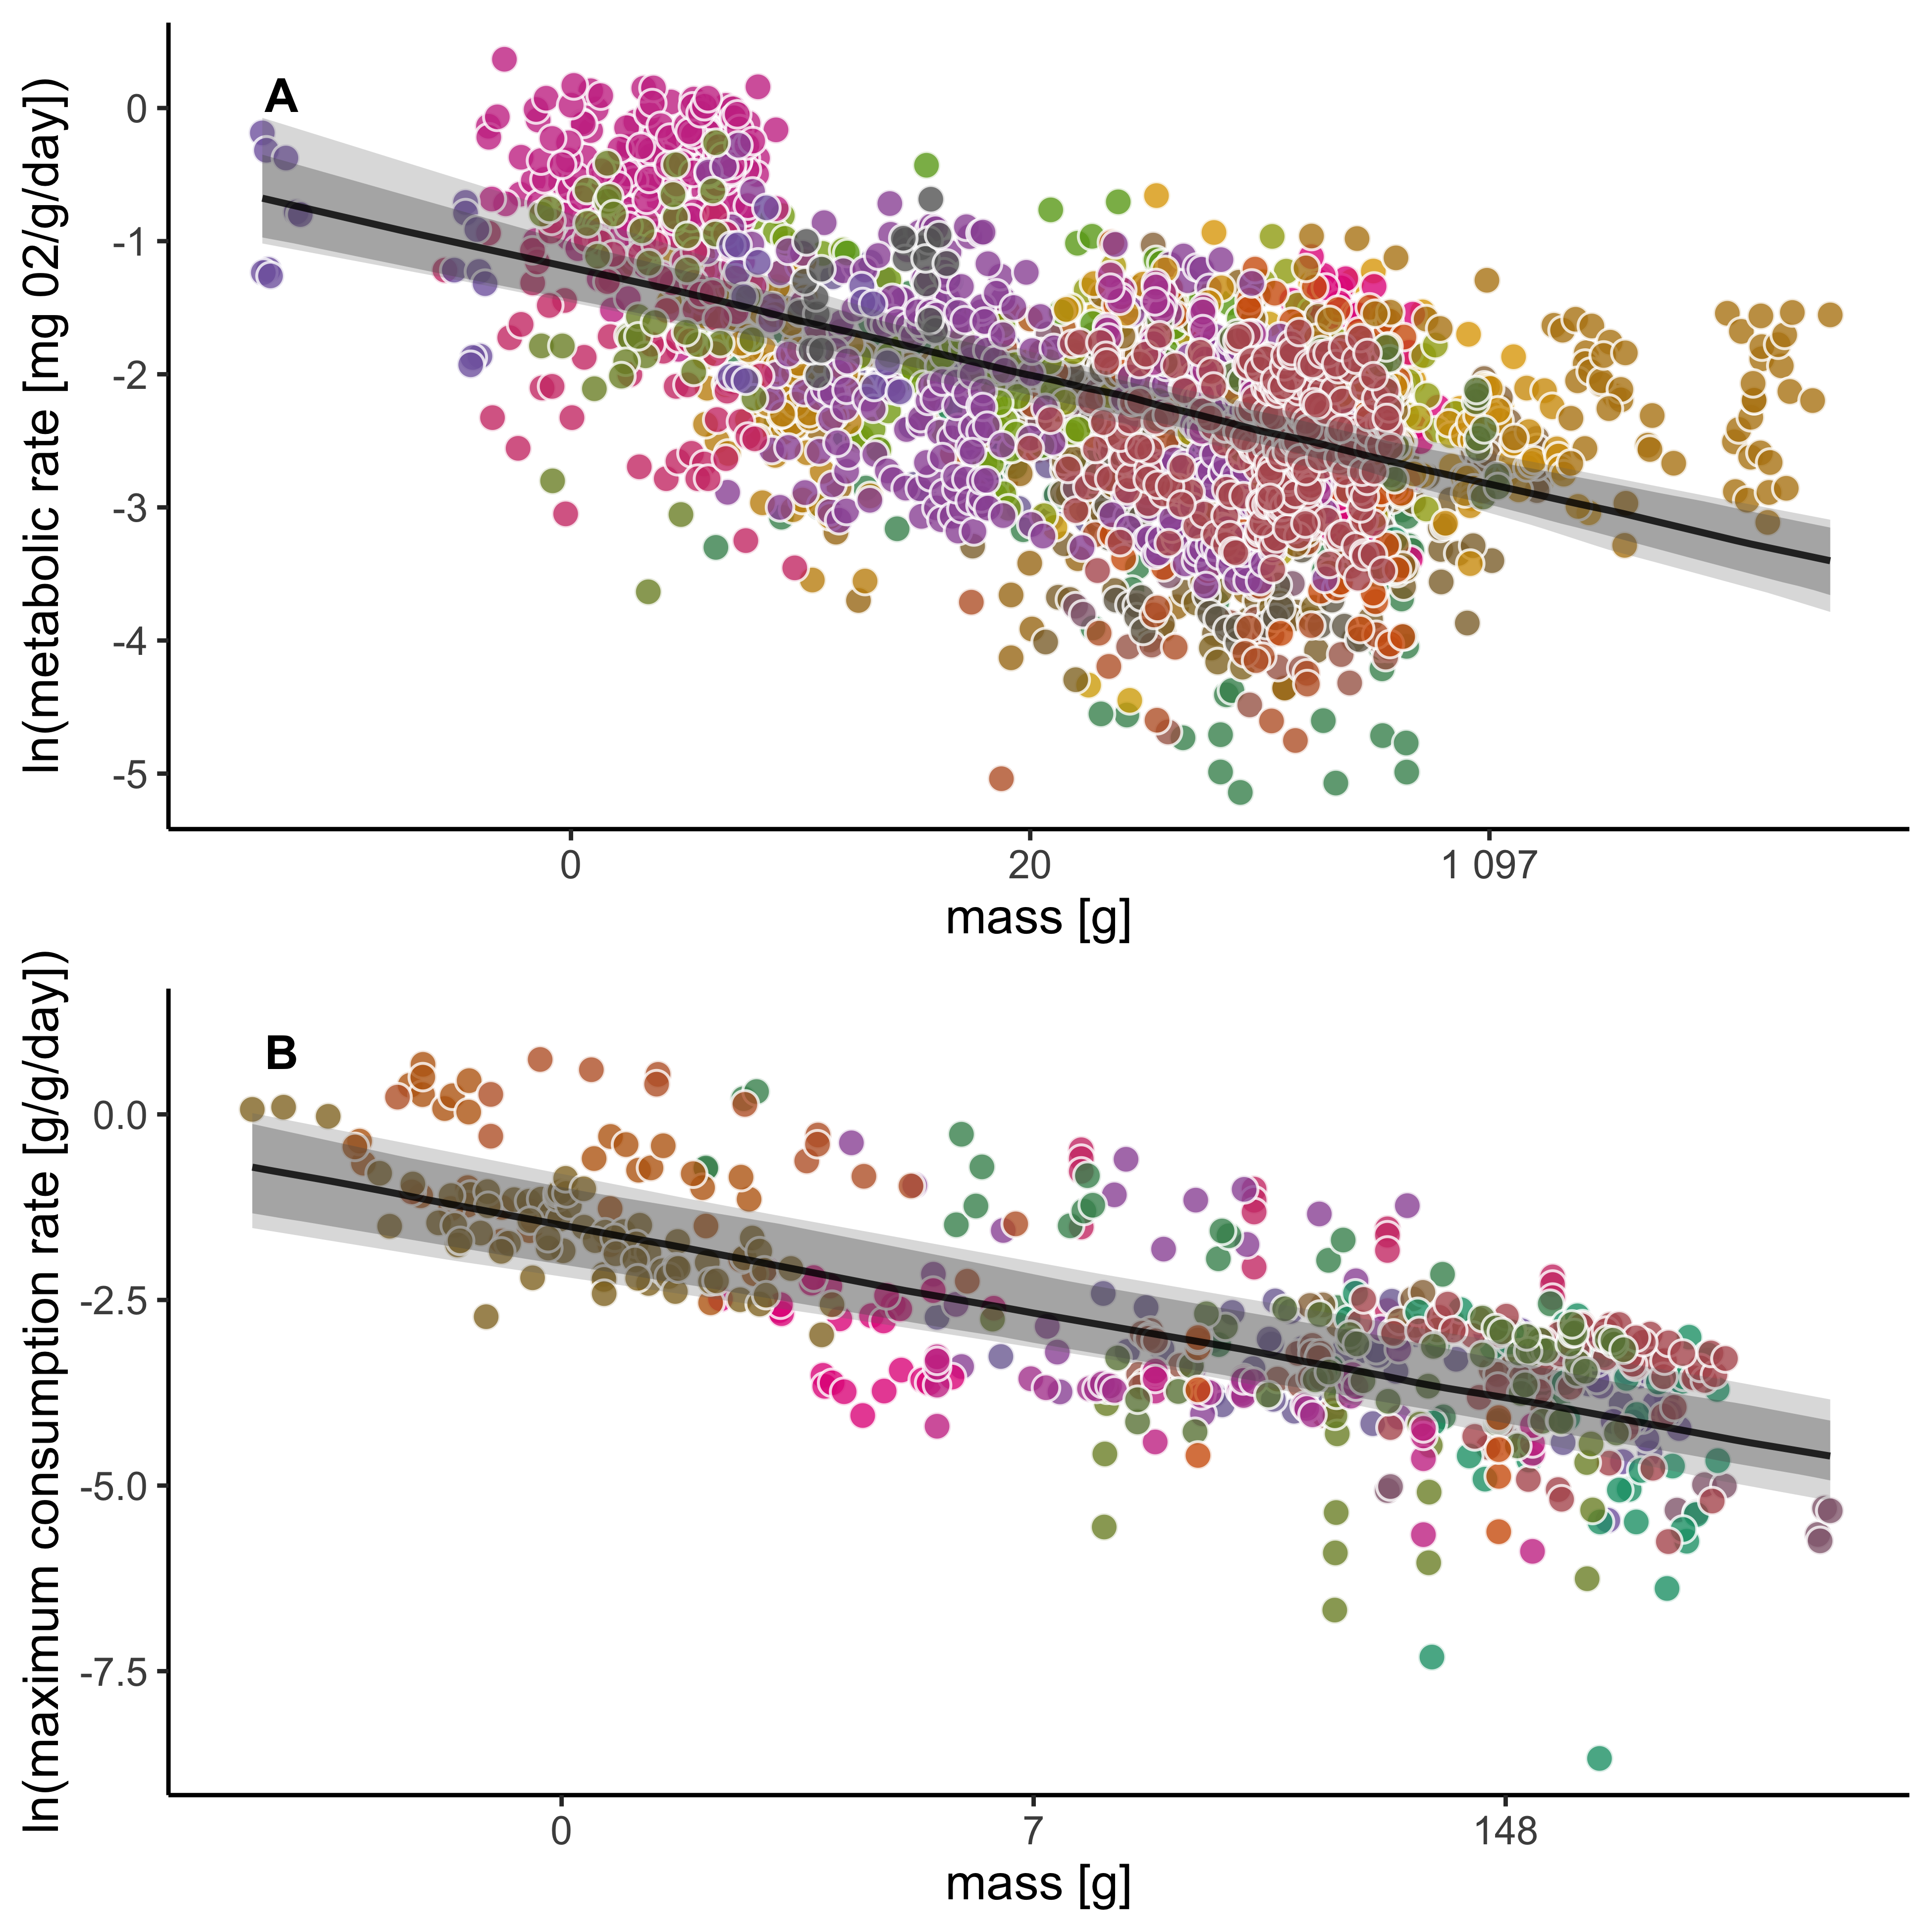 A
ln(metabolic rate [mg 02/g/day])
0
-1
-2
-3
-4
-5
0 20 1 097
mass [g]
B
ln(maximum consumption rate [g/g/day])
0.0
-2.5
-5.0
-7.5
0 7 148
mass [g]